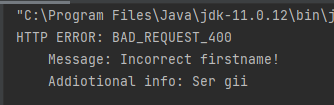 "C:\Program Files\Java\jdk-11.0.12\bin\j
HTTP ERROR: BAD_REQUEST_400
Message: Incorrect firstname!
Addiotional info: Ser gii